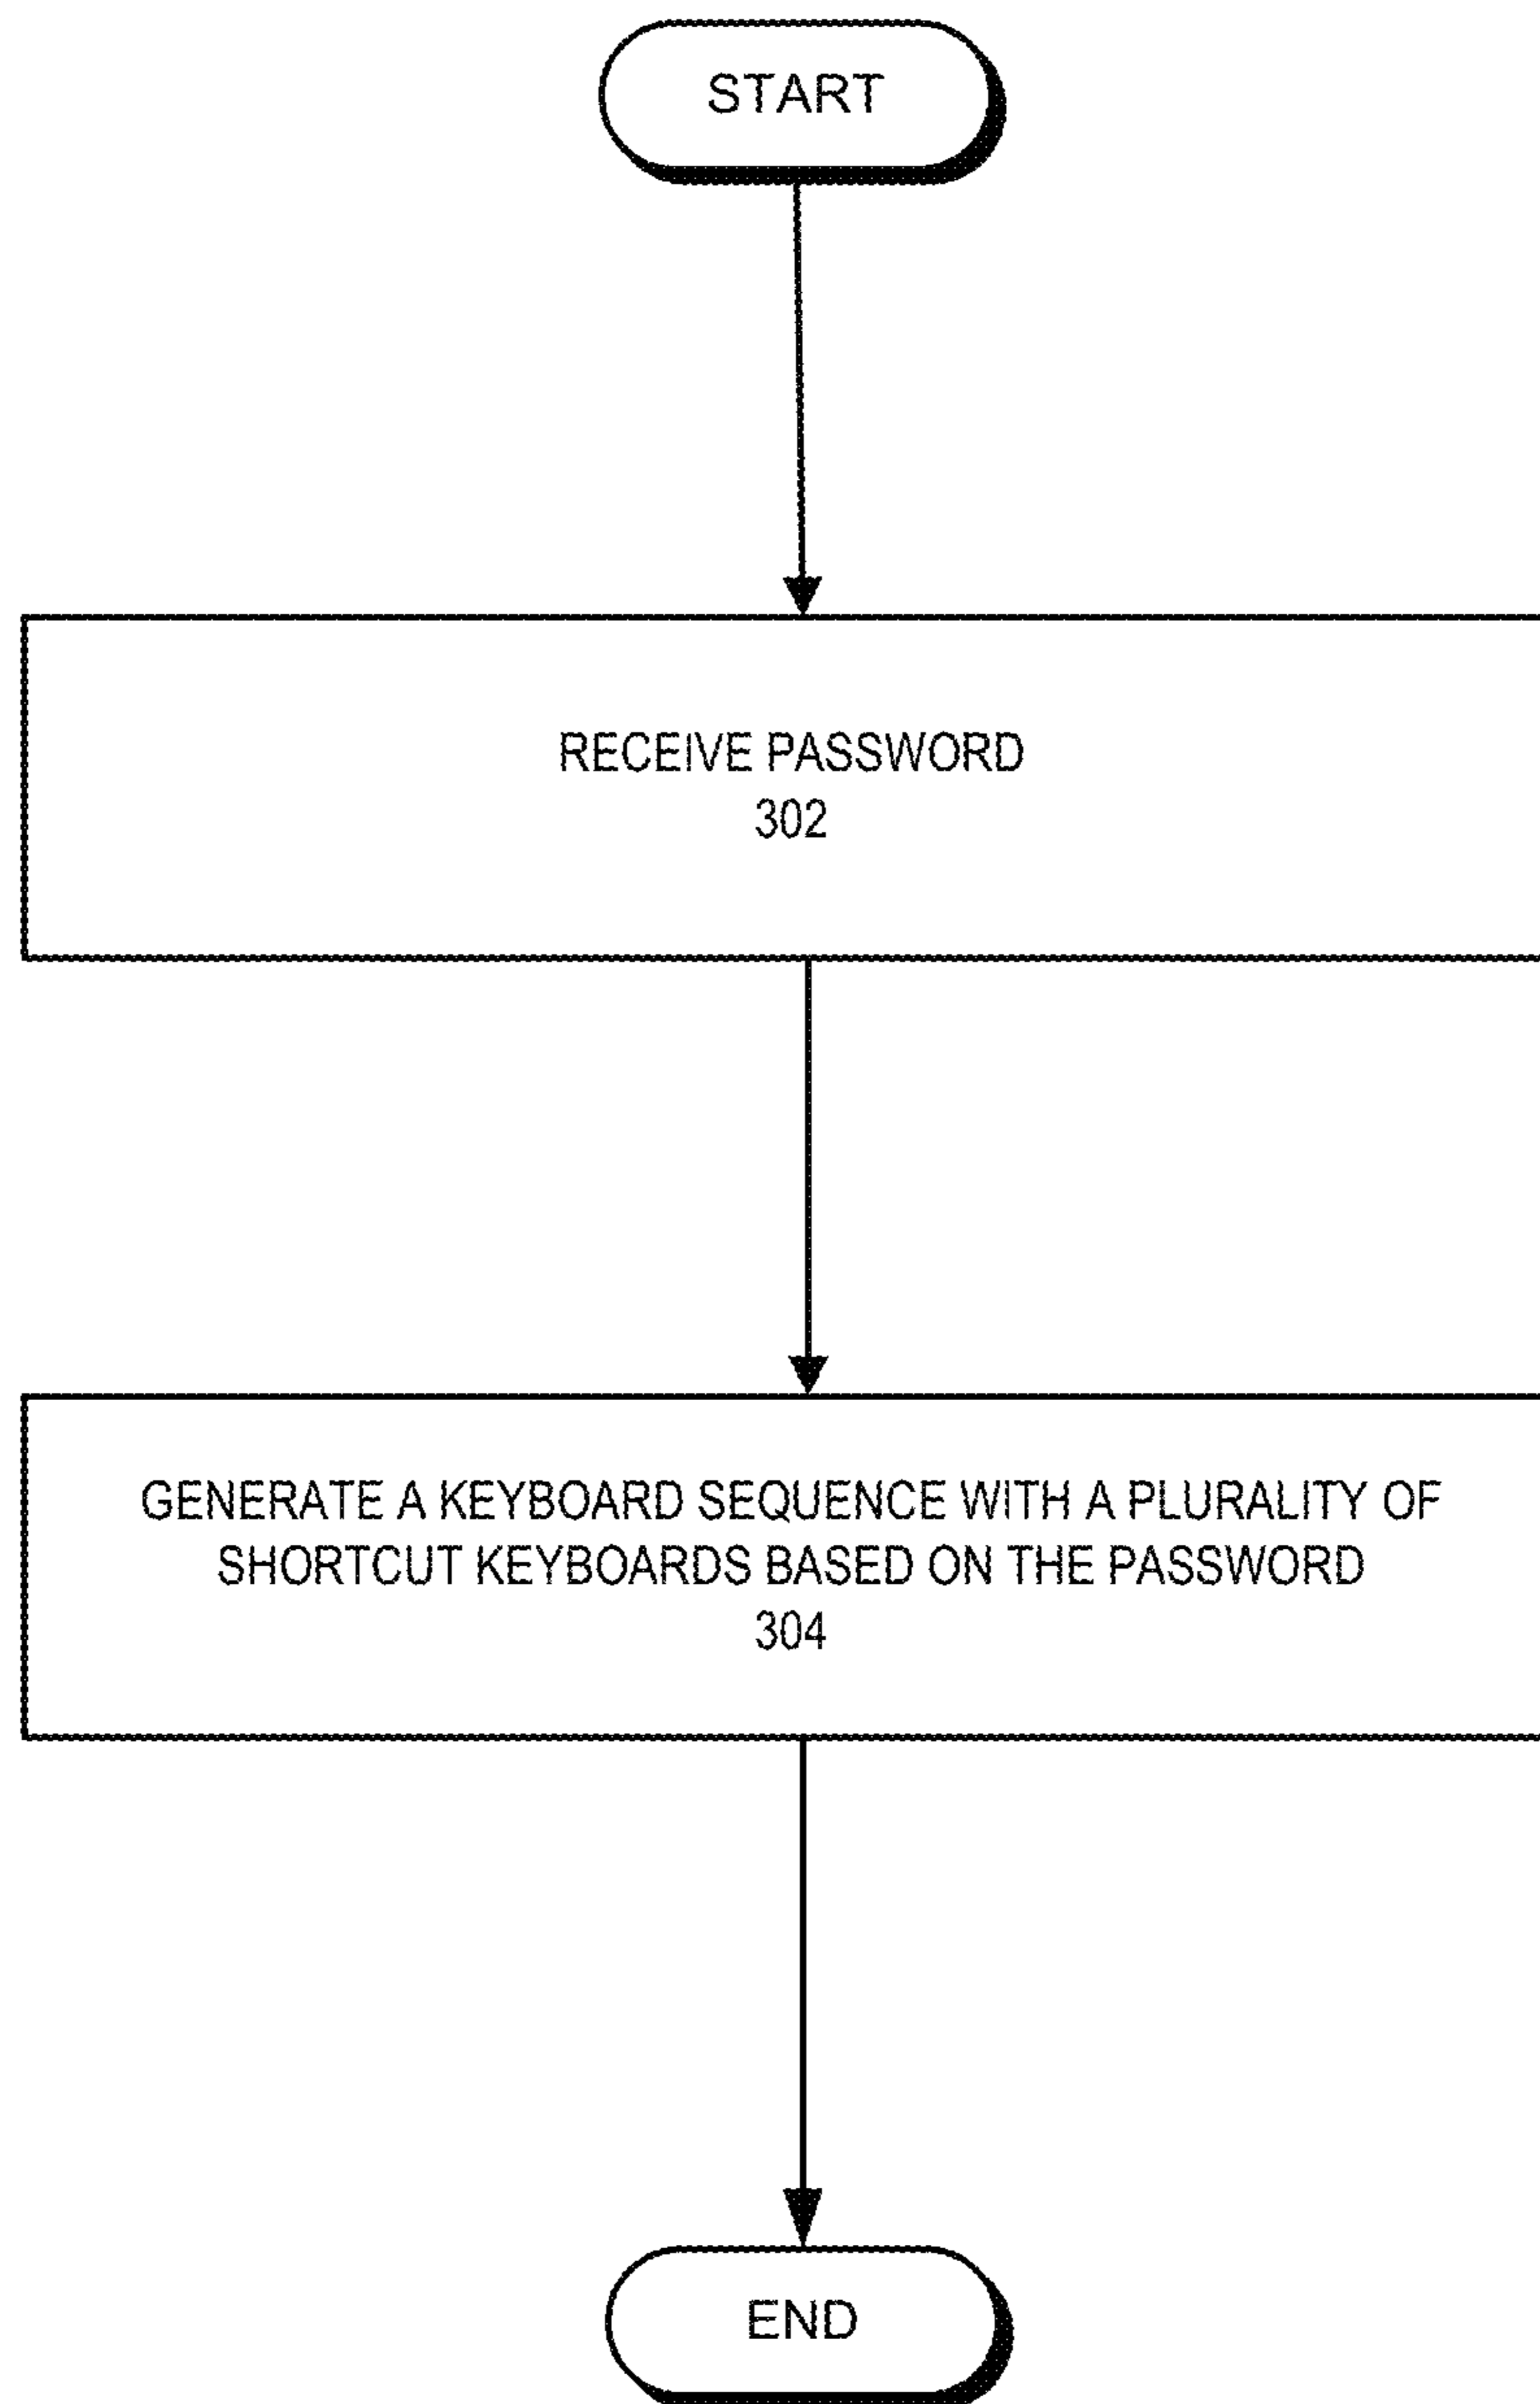 START
RECEIVE PASSWORD
302
GENERATE A KEYBOARD SEQUENCE WITH A PLURALITY OF
SHORTCUT KEYBOARDS BASED ON THE PASSWORD
304
END